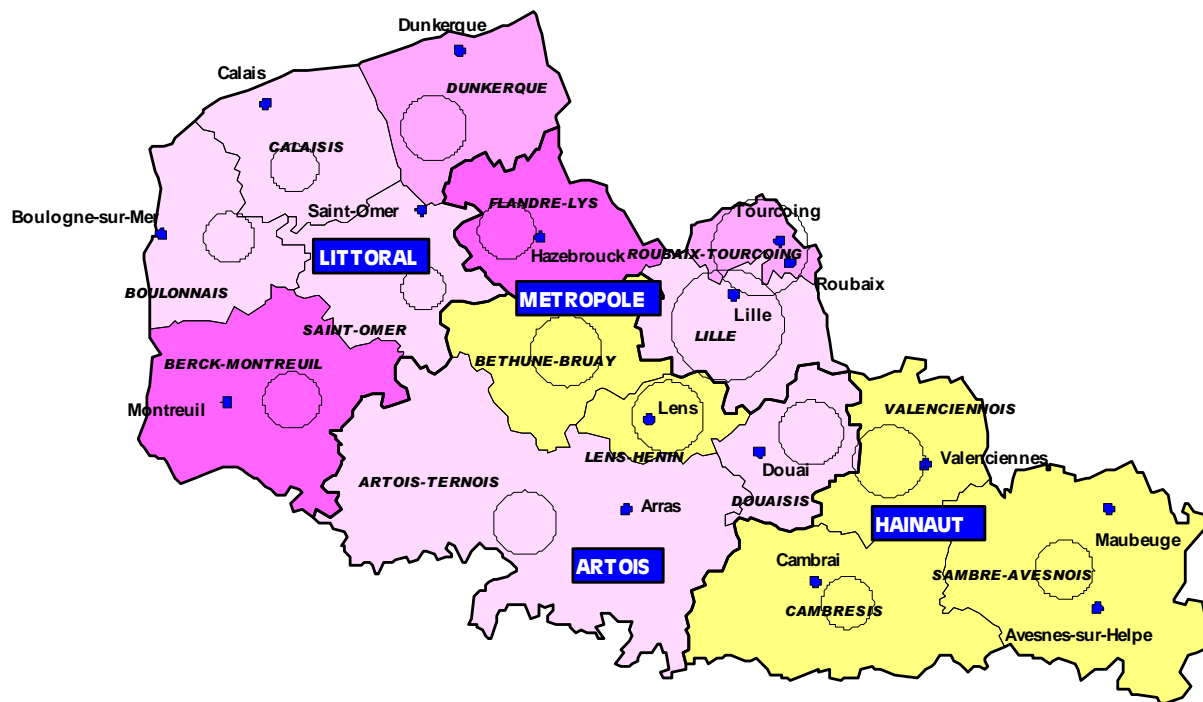 Dunkerque
Calais
DUNKERQUE
CALAISIS
FLANDRE-LYS
Saint-Omer
Tourcoing
Boulogne-sur-Mer
Hazebrouck
ROUBAIX-TOURCOING
LITTORAL
Roubaix
BOULONNAIS
METROPOLE
Lille
SAINT-OMER
LILLE
BERCK-MONTREUIL
BETHUNE-BRUAY
Montreuil
Lens
VALENCIENNOIS
LENS-HENIN
Valenciennes
Douai
ARTOIS-TERNOIS
DOUAISIS
Arras
HAINAUT
Maubeuge
Cambrai
ARTOIS
SAMBRE-AVESNOIS
CAMBRESIS
Avesnes-sur-Helpe